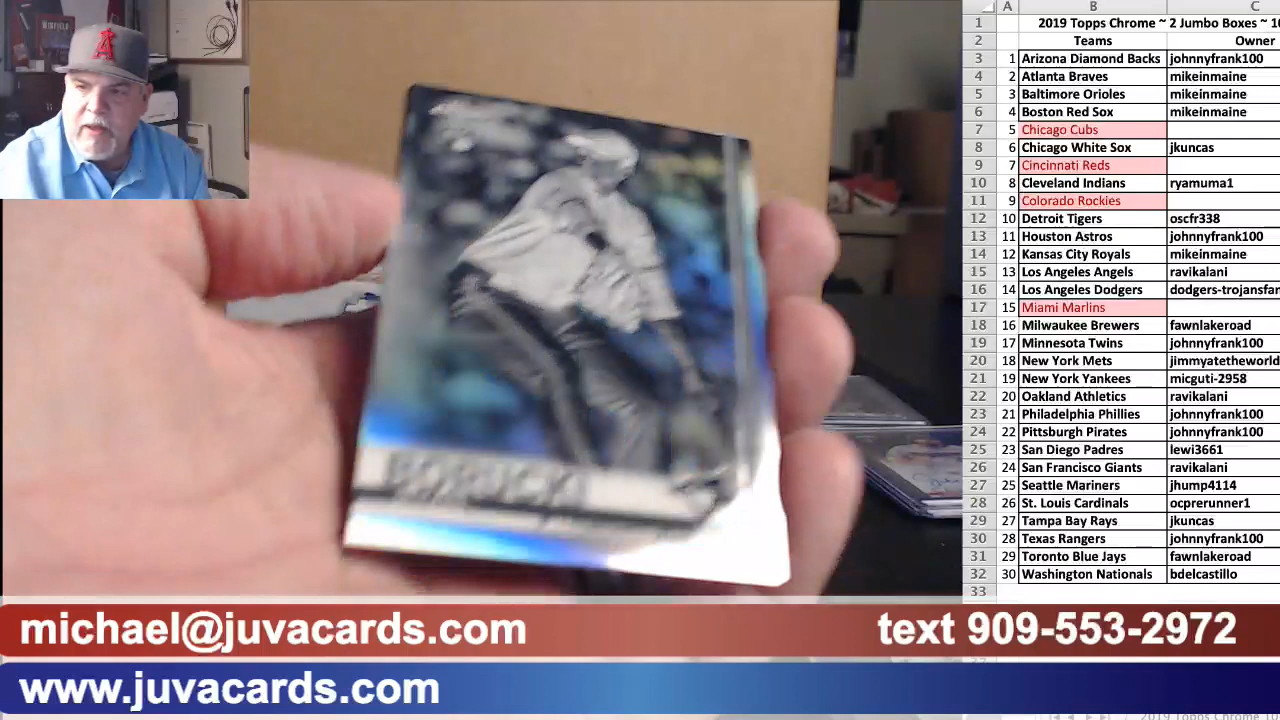 A B C
1 2019 Topps Chrome ~ 2 Jumbo Boxes ~ 10
2 Teams Owner
3 1 Arizona Diamond Backs johnnyfrank100
4 2 Atlanta Braves mikeinmaine
5 3 Baltimore Orioles mikeinmaine
6 4 Boston Red Sox mikeinmaine
7 5 Chicago Cubs
8 6 Chicago White Sox jkuncas
9 7 Cincinnati Reds
10 8 Cleveland Indians ryamuma1
11 9 Colorado Rockies
12 10 Detroit Tigers oscfr338
13 11 Houston Astros johnnyfrank100
14 12 Kansas City Royals mikeinmaine
15 13 Los Angeles Angels ravikalani
16 14 Los Angeles Dodgers dodgers-trojansfan
17 15 Miami Marlins
18 16 Milwaukee Brewers fawnlakeroad
19 17 Minnesota Twins johnnyfrank100
20 18 New York Mets jimmyatetheworld
21 19 New York Yankees micguti-2958
22 20 Oakland Athletics ravikalani
23 21 Philadelphia Phillies johnnyfrank100
24 22 Pittsburgh Pirates johnnyfrank100
25 23 San Diego Padres lewi3661
26 24 San Francisco Giants ravikalani
27 25 Seattle Mariners jhump4114
28 26 St. Louis Cardinals ocprerunner1
29 27 Tampa Bay Rays jkuncas
30 28 Texas Rangers johnnyfrank100
31 29 Toronto Blue Jays fawnlakeroad
32 30 Washington Nationals bdelcastillo
33
michael@juvacards.com text 909-553-2972
www.juvacards.com